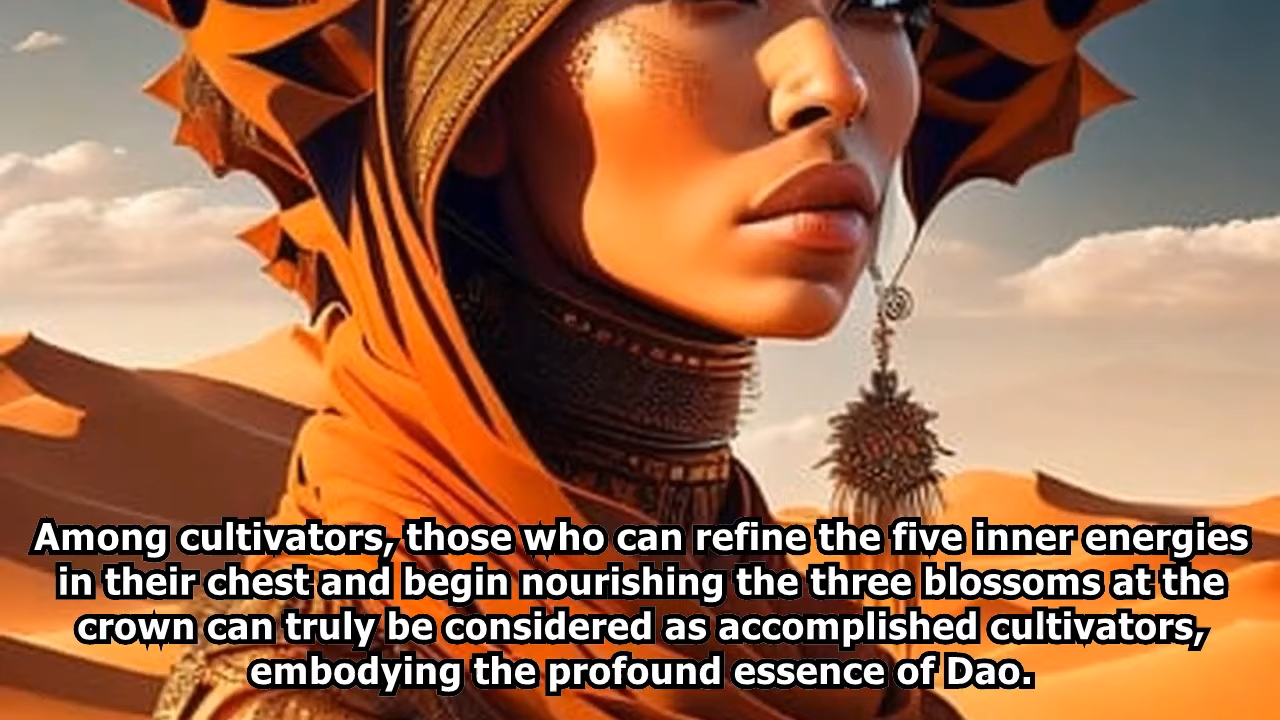 Among cultivators, those who can refine the five inner energies
in their chest and begin nourishing the three blossoms at the
crown can truly be considered as accomplished cultivators,
embodying the profound essence of Dao.